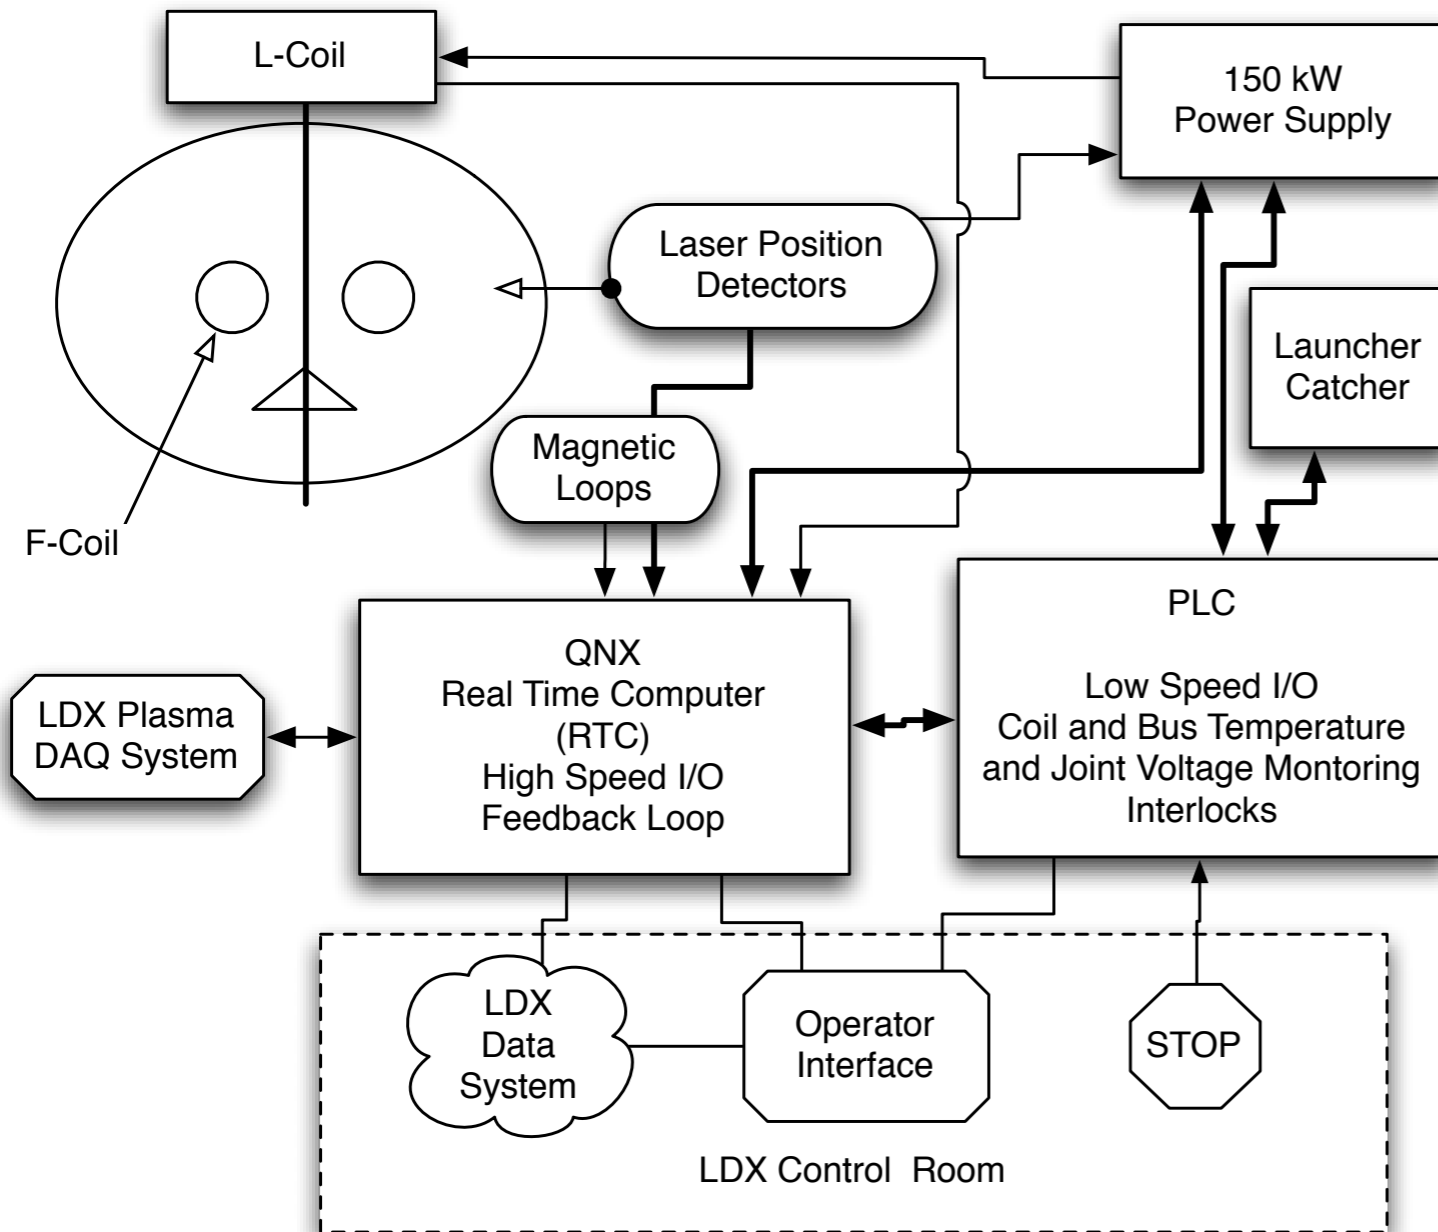 L-Coil
150 kW
Power Supply
Laser Position
Detectors
Launcher
Catcher
Magnetic
Loops
F-Coil
PLC
Low Speed I/O
Coil and Bus Temperature
and Joint Voltage Montoring
Interlocks
QNX
Real Time Computer
(RTC)
High Speed I/O
Feedback Loop
LDX Plasma
DAQ System
LDX
Data
System
Operator
Interface
STOP
LDX Control Room